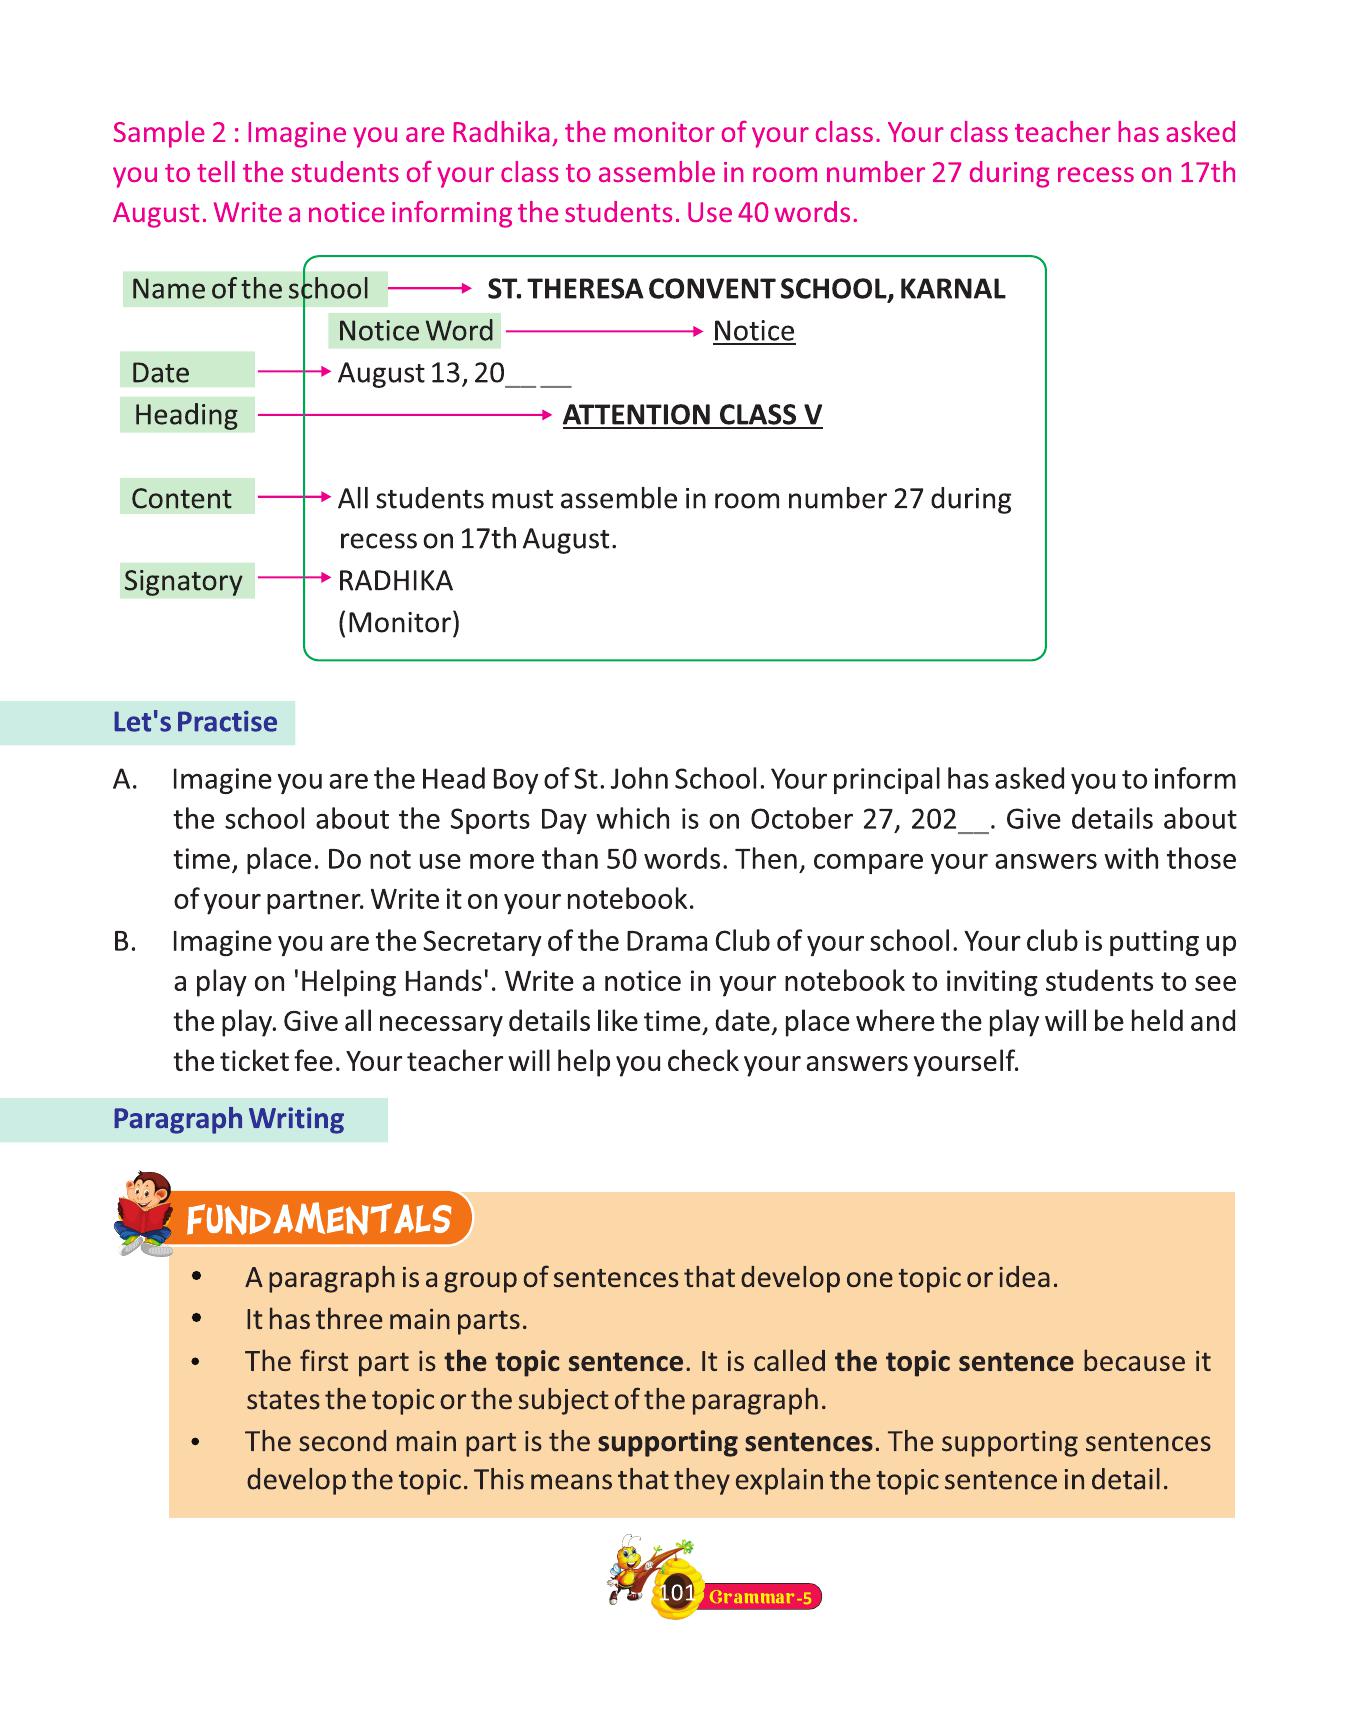 Sample 2 : Imagine you are Radhika, the monitor of your class. Your class teacher has asked
you to tell the students of your class to assemble in room number 27 during recess on 17th
August. Write a notice informing the students. Use 40 words.
Name of the school ST. THERESA CONVENT SCHOOL, KARNAL
Notice Word Notice
Date August 13, 20__ __
Heading ATTENTION CLASS V
Content All students must assemble in room number 27 during
recess on 17th August.
Signatory RADHIKA
(Monitor)
Let's Practise
A. Imagine you are the Head Boy of St. John School. Your principal has asked you to inform
the school about the Sports Day which is on October 27, 202__. Give details about
time, place. Do not use more than 50 words. Then, compare your answers with those
of your partner. Write it on your notebook.
B. Imagine you are the Secretary of the Drama Club of your school. Your club is putting up
a play on 'Helping Hands'. Write a notice in your notebook to inviting students to see
the play. Give all necessary details like time, date, place where the play will be held and
the ticket fee. Your teacher will help you check your answers yourself.
Paragraph Writing
FUNDAMENTALS
• A paragraph is a group of sentences that develop one topic or idea.
• It has three main parts.
• The first part is the topic sentence. It is called the topic sentence because it
states the topic or the subject of the paragraph.
• The second main part is the supporting sentences. The supporting sentences
develop the topic. This means that they explain the topic sentence in detail.
101 Grammar-5